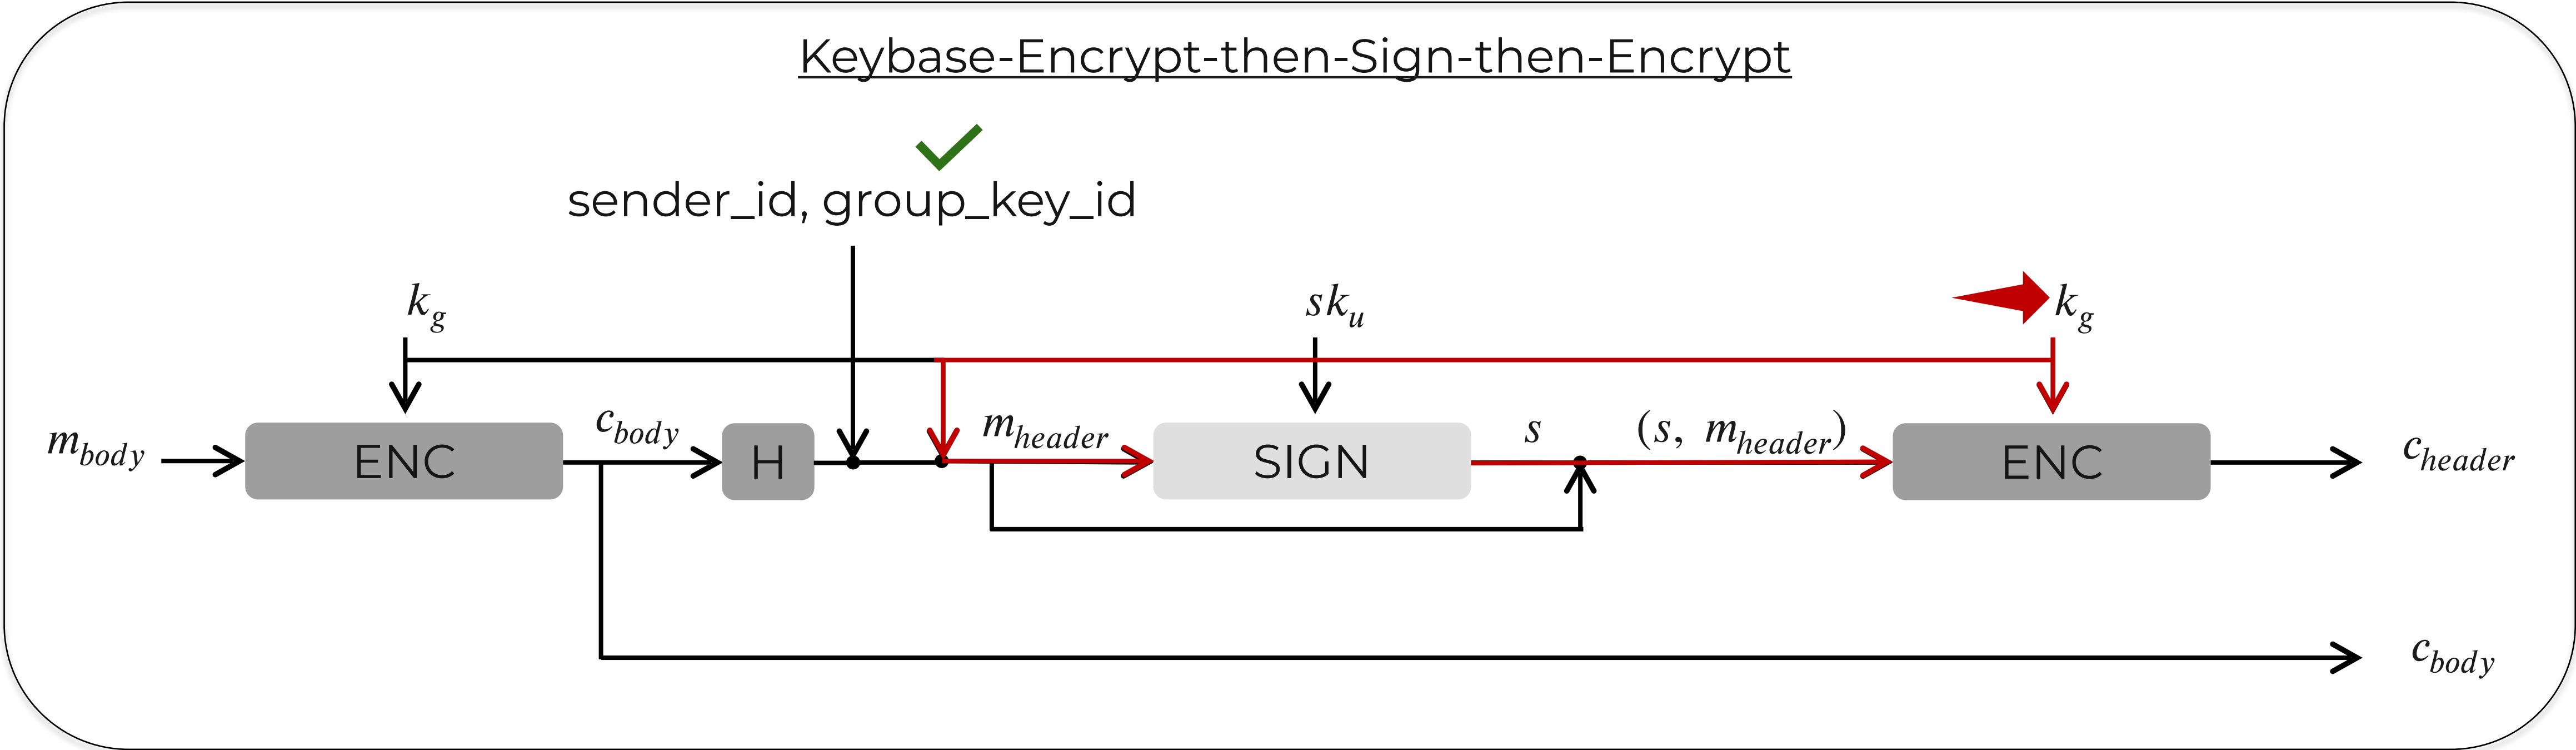 Keybase-Encrypt-then-Sign-then-Encrypt
sender_id, group_key_id
k_g sk_u k_g
m_body ENC c_body H m_header SIGN s (s, m_header) ENC c_header
c_body